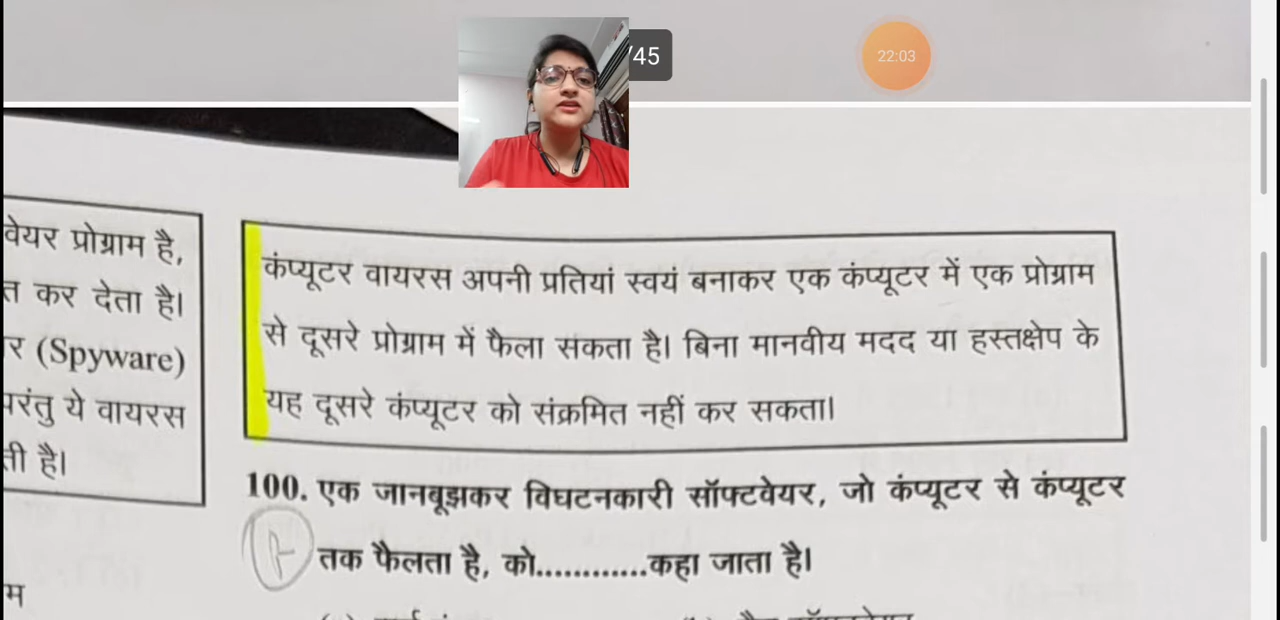 /45
22:03
वेयर प्रोग्राम है,
त कर देता है।
र (Spyware)
परंतु ये वायरस
ती है।
म
कंप्यूटर वायरस अपनी प्रतियां स्वयं बनाकर एक कंप्यूटर में एक प्रोग्राम
से दूसरे प्रोग्राम में फैला सकता है। बिना मानवीय मदद या हस्तक्षेप के
यह दूसरे कंप्यूटर को संक्रमित नहीं कर सकता।
100. एक जानबूझकर विघटनकारी सॉफ्टवेयर, जो कंप्यूटर से कंप्यूटर
तक फैलता है, को............कहा जाता है।